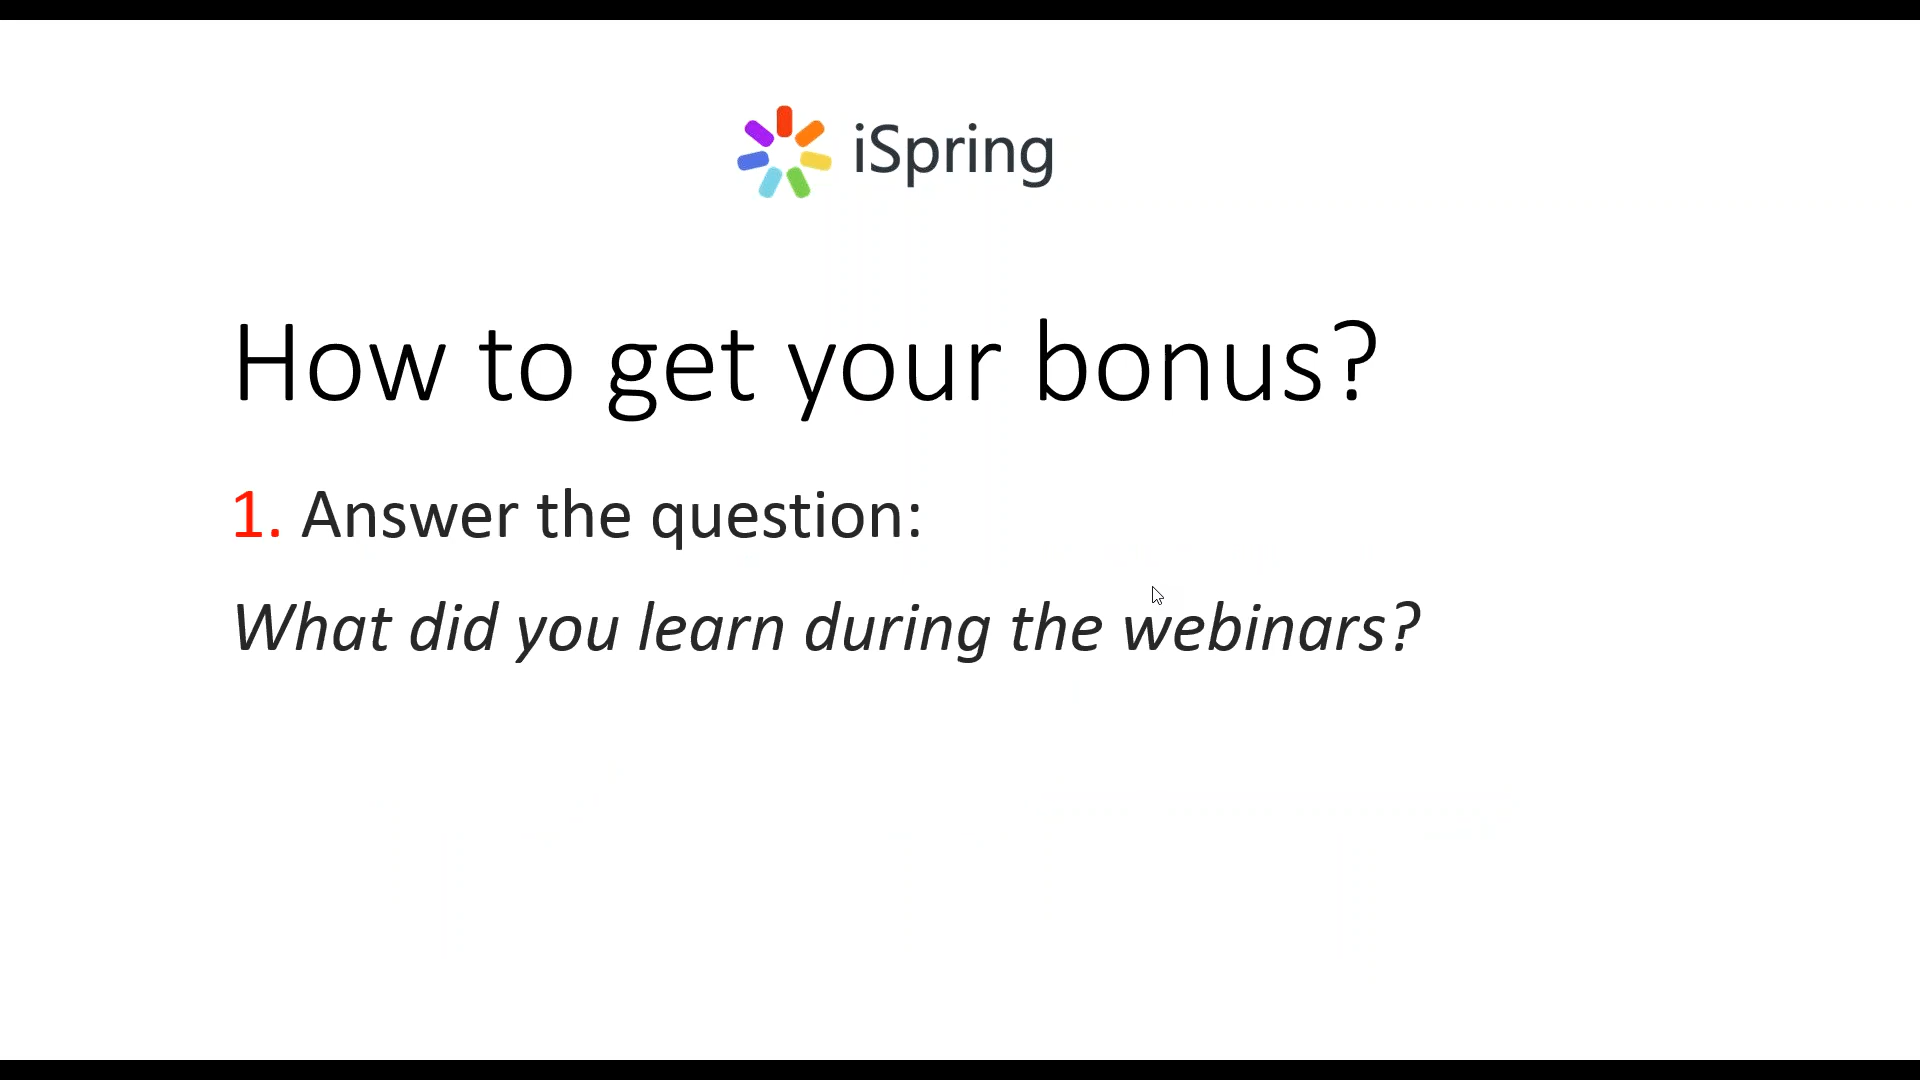 iSpring
How to get your bonus?
1. Answer the question:
What did you learn during the webinars?